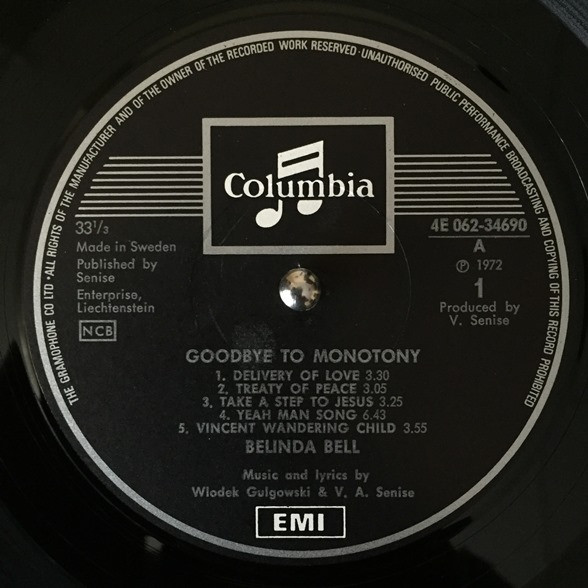 THE GRAMOPHONE CO LTD · ALL RIGHTS OF THE MANUFACTURER AND OF THE OWNER OF THE RECORDED WORK RESERVED · UNAUTHORISED PUBLIC PERFORMANCE BROADCASTING AND COPYING OF THIS RECORD PROHIBITED
Columbia
33 1/3
Made in Sweden
Published by
Senise
Enterprise,
Liechtenstein
NCB
4E 062-34690
A
℗ 1972
1
Produced by
V. Senise
GOODBYE TO MONOTONY
1. DELIVERY OF LOVE 3.30
2. TREATY OF PEACE 3.05
3. TAKE A STEP TO JESUS 3.25
4. YEAH MAN SONG 6.43
5. VINCENT WANDERING CHILD 3.55
BELINDA BELL
Music and lyrics by
Wlodek Gulgowski & V. A. Senise
EMI